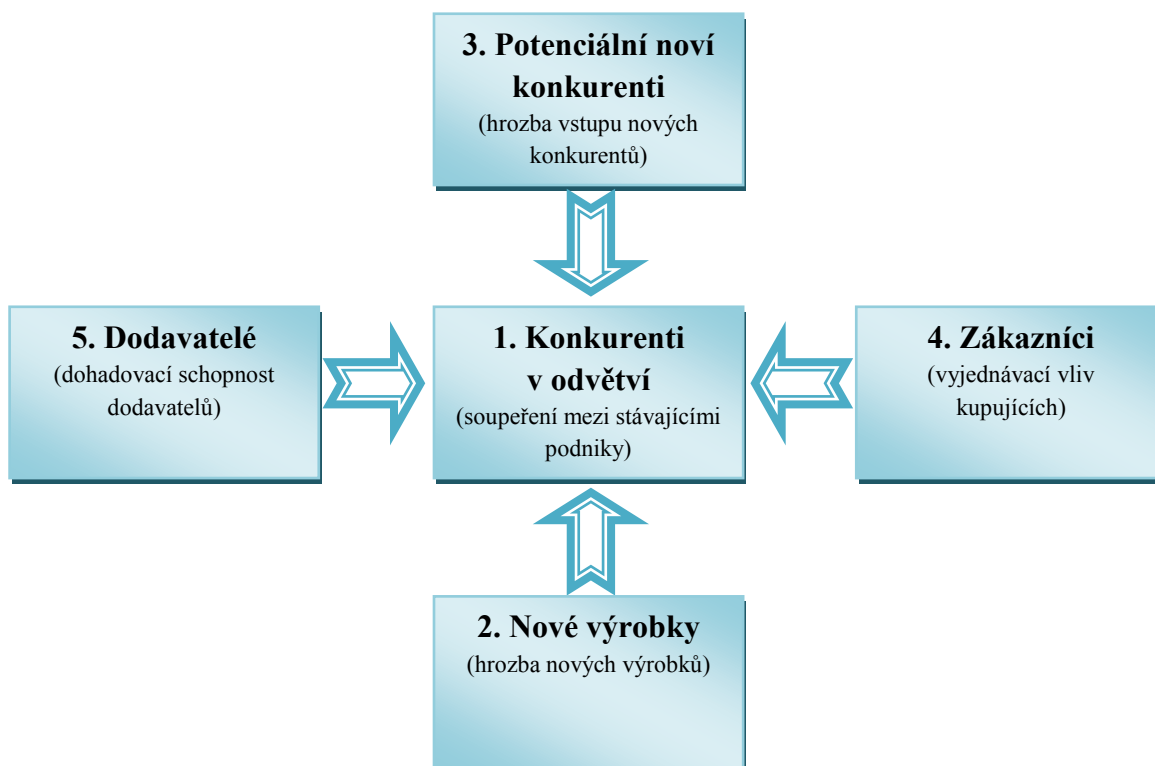 3. Potenciální noví
konkurenti
(hrozba vstupu nových
konkurentů)
5. Dodavatelé
(dohadovací schopnost
dodavatelů)
1. Konkurenti
v odvětví
(soupeření mezi stávajícími
podniky)
4. Zákazníci
(vyjednávací vliv
kupujících)
2. Nové výrobky
(hrozba nových výrobků)